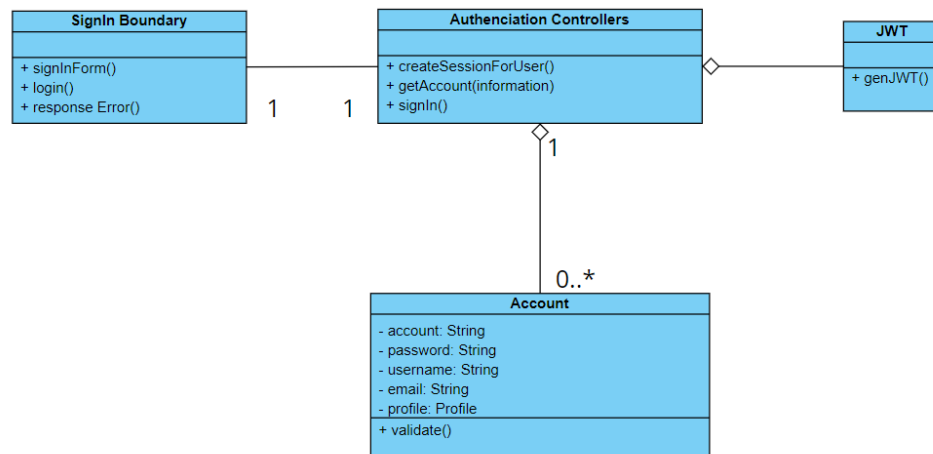 SignIn Boundary
+ signInForm()
+ login()
+ response Error()
1
1
Authenciation Controllers
+ createSessionForUser()
+ getAccount(information)
+ signIn()
JWT
+ genJWT()
1
0..*
Account
- account: String
- password: String
- username: String
- email: String
- profile: Profile
+ validate()